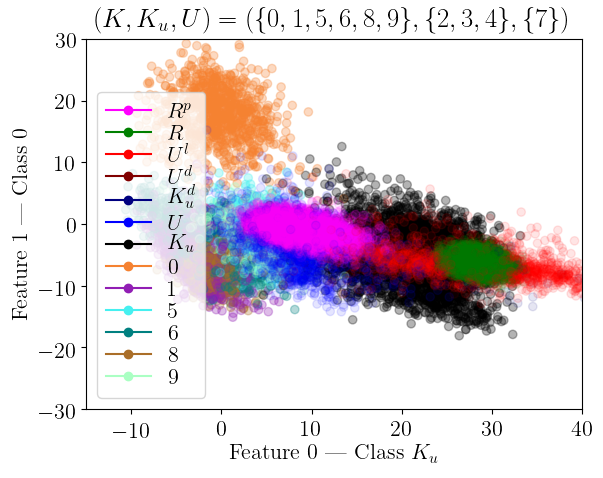 (K, K_u, U) = ({0, 1, 5, 6, 8, 9}, {2, 3, 4}, {7})
30
20
10
0
−10
−20
−30
Feature 1 — Class 0
R^p
R
U^l
U^d
K_u^d
U
K_u
0
1
5
6
8
9
−10
0
10
20
30
40
Feature 0 — Class K_u